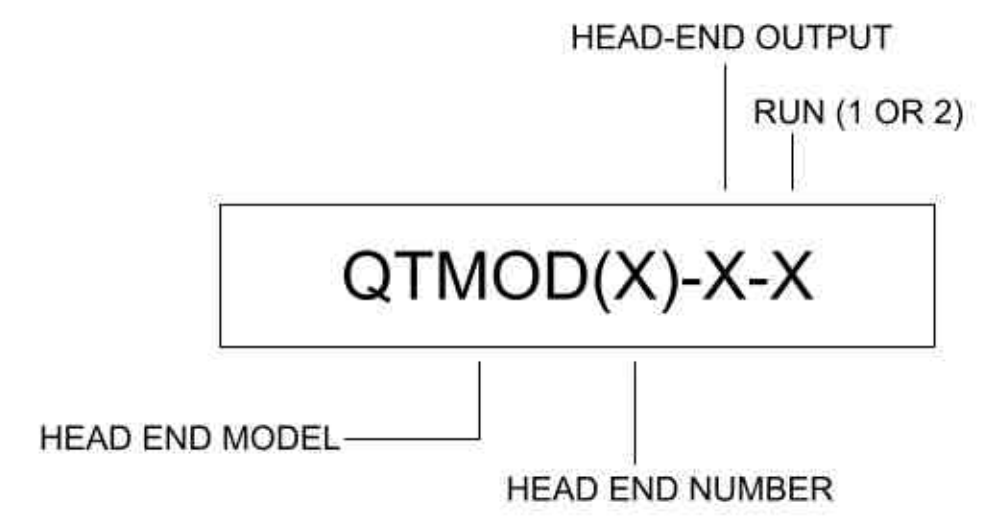 HEAD-END OUTPUT
RUN (1 OR 2)
QTMOD(X)-X-X
HEAD END MODEL
HEAD END NUMBER